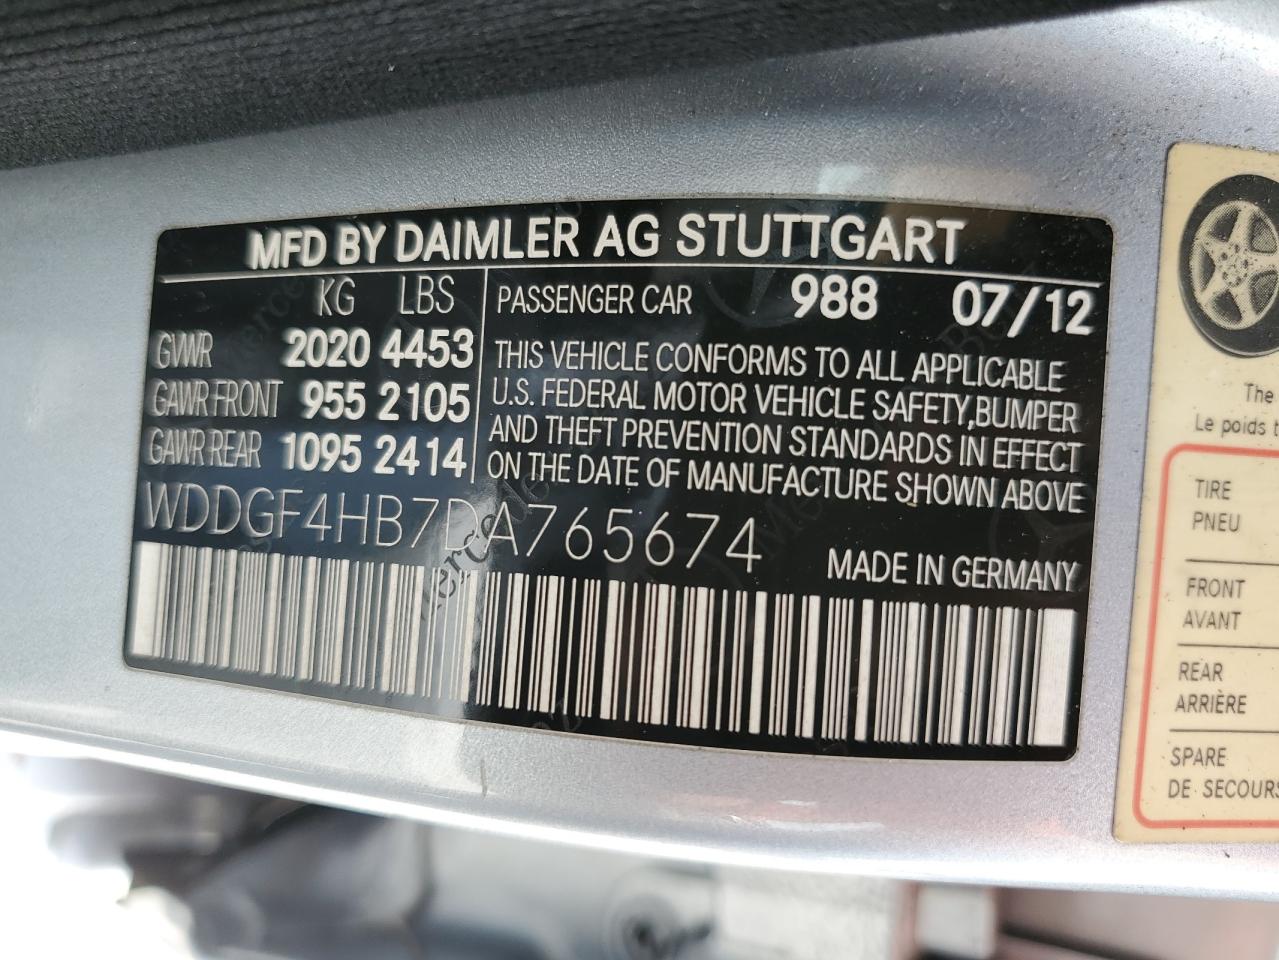 MFD BY DAIMLER AG STUTTGART
KG LBS
GVWR 2020 4453
GAWR FRONT 955 2105
GAWR REAR 1095 2414
PASSENGER CAR 988 07/12
THIS VEHICLE CONFORMS TO ALL APPLICABLE
U.S. FEDERAL MOTOR VEHICLE SAFETY,BUMPER
AND THEFT PREVENTION STANDARDS IN EFFECT
ON THE DATE OF MANUFACTURE SHOWN ABOVE
WDDGF4HB7DA765674
MADE IN GERMANY
The
Le poids t
TIRE
PNEU
FRONT
AVANT
REAR
ARRIÈRE
SPARE
DE SECOURS